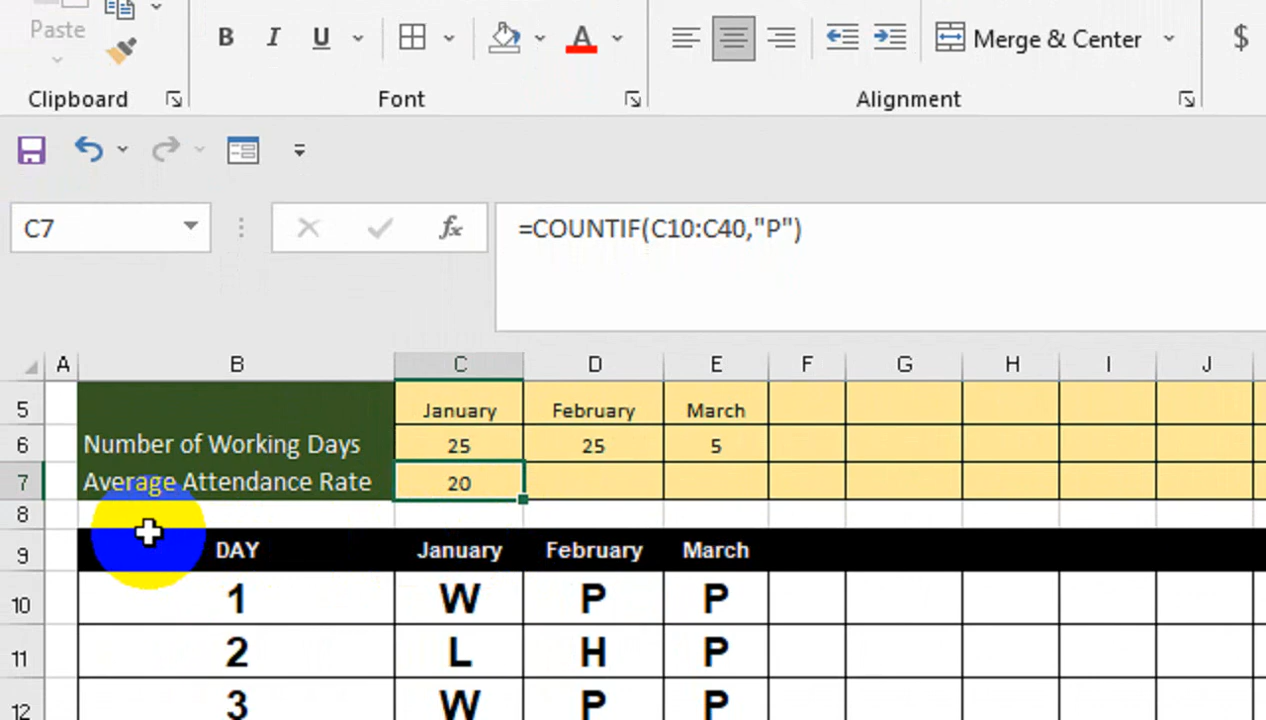 Paste
B I U A Merge & Center $
Clipboard Font Alignment
C7 fx =COUNTIF(C10:C40,"P")
A B C D E F G H I J
5 January February March
6 Number of Working Days 25 25 5
7 Average Attendance Rate 20
8
9 DAY January February March
10 1 W P P
11 2 L H P
12 3 W P P